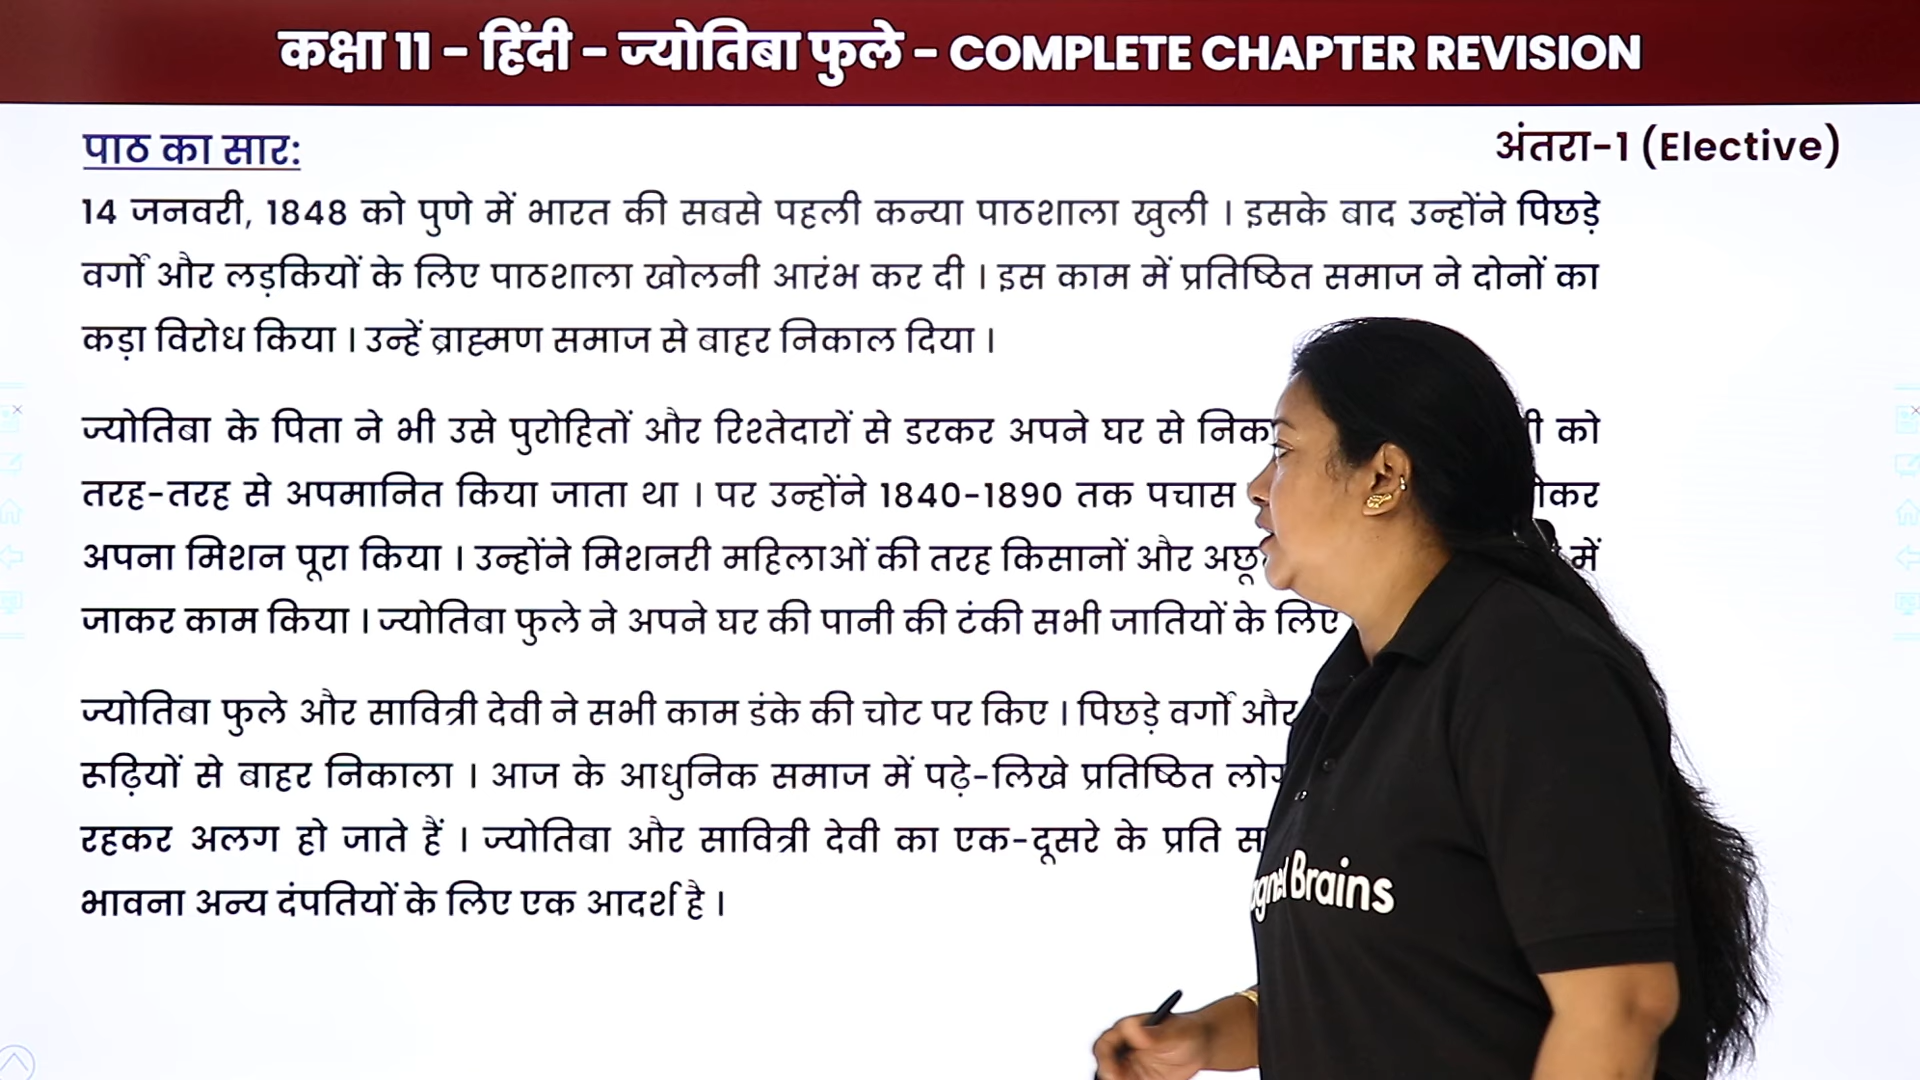 कक्षा 11 - हिंदी - ज्योतिबा फुले - COMPLETE CHAPTER REVISION
पाठ का सार:
अंतरा-1 (Elective)
14 जनवरी, 1848 को पुणे में भारत की सबसे पहली कन्या पाठशाला खुली । इसके बाद उन्होंने पिछड़े
वर्गों और लड़कियों के लिए पाठशाला खोलनी आरंभ कर दी । इस काम में प्रतिष्ठित समाज ने दोनों का
कड़ा विरोध किया । उन्हें ब्राह्मण समाज से बाहर निकाल दिया ।
ज्योतिबा के पिता ने भी उसे पुरोहितों और रिश्तेदारों से डरकर अपने घर से को
तरह-तरह से अपमानित किया जाता था । पर उन्होंने 1840-1890 तक पचास
अपना मिशन पूरा किया । उन्होंने मिशनरी महिलाओं की तरह किसानों और में
जाकर काम किया । ज्योतिबा फुले ने अपने घर की पानी की टंकी सभी जातियों के लिए
ज्योतिबा फुले और सावित्री देवी ने सभी काम डंके की चोट पर किए । पिछड़े वर्गों और
रूढ़ियों से बाहर निकाला । आज के आधुनिक समाज में पढ़े-लिखे प्रतिष्ठित
रहकर अलग हो जाते हैं । ज्योतिबा और सावित्री देवी का एक-दूसरे के प्रति
भावना अन्य दंपतियों के लिए एक आदर्श है ।
Brains